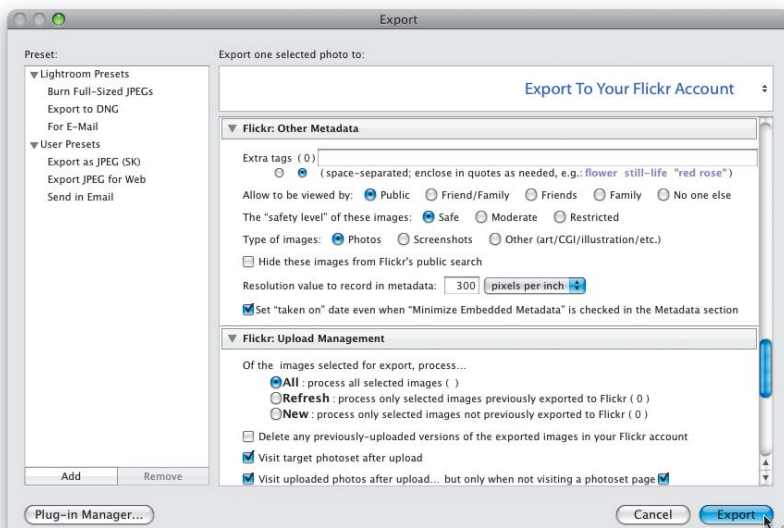 Export
Preset:
Export one selected photo to:
Lightroom Presets
Burn Full-Sized JPEGs
Export to DNG
For E-Mail
User Presets
Export as JPEG (SK)
Export JPEG for Web
Send in Email
Add Remove
Export To Your Flickr Account
Flickr: Other Metadata
Extra tags ( 0 )
( space-separated; enclose in quotes as needed, e.g.: flower still-life "red rose" )
Allow to be viewed by: Public Friend/Family Friends Family No one else
The “safety level” of these images: Safe Moderate Restricted
Type of images: Photos Screenshots Other (art/CGI/illustration/etc.)
Hide these images from Flickr's public search
Resolution value to record in metadata: 300 pixels per inch
Set “taken on” date even when “Minimize Embedded Metadata” is checked in the Metadata section
Flickr: Upload Management
Of the images selected for export, process...
All : process all selected images ( )
Refresh : process only selected images previously exported to Flickr ( 0 )
New : process only selected images not previously exported to Flickr ( 0 )
Delete any previously-uploaded versions of the exported images in your Flickr account
Visit target photoset after upload
Visit uploaded photos after upload... but only when not visiting a photoset page
Plug-in Manager... Cancel Export